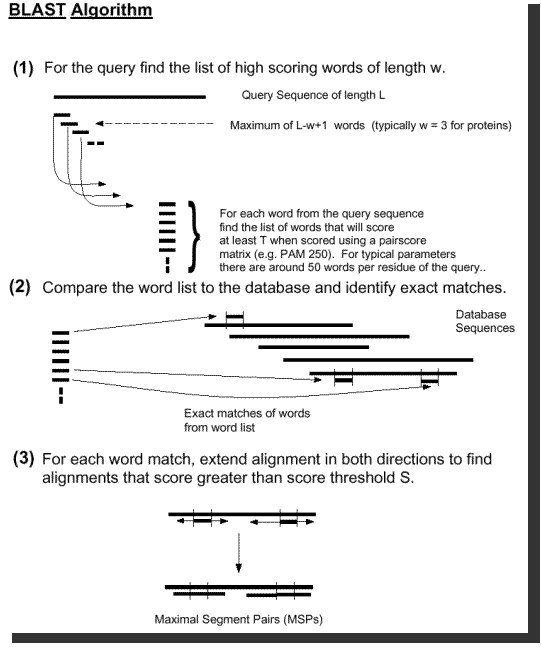 BLAST Algorithm
(1) For the query find the list of high scoring words of length w.
Query Sequence of length L
Maximum of L-w+1 words (typically w = 3 for proteins)
For each word from the query sequence
find the list of words that will score
at least T when scored using a pairscore
matrix (e.g. PAM 250). For typical parameters
there are around 50 words per residue of the query..
(2) Compare the word list to the database and identify exact matches.
Database
Sequences
Exact matches of words
from word list
(3) For each word match, extend alignment in both directions to find
alignments that score greater than score threshold S.
Maximal Segment Pairs (MSPs)